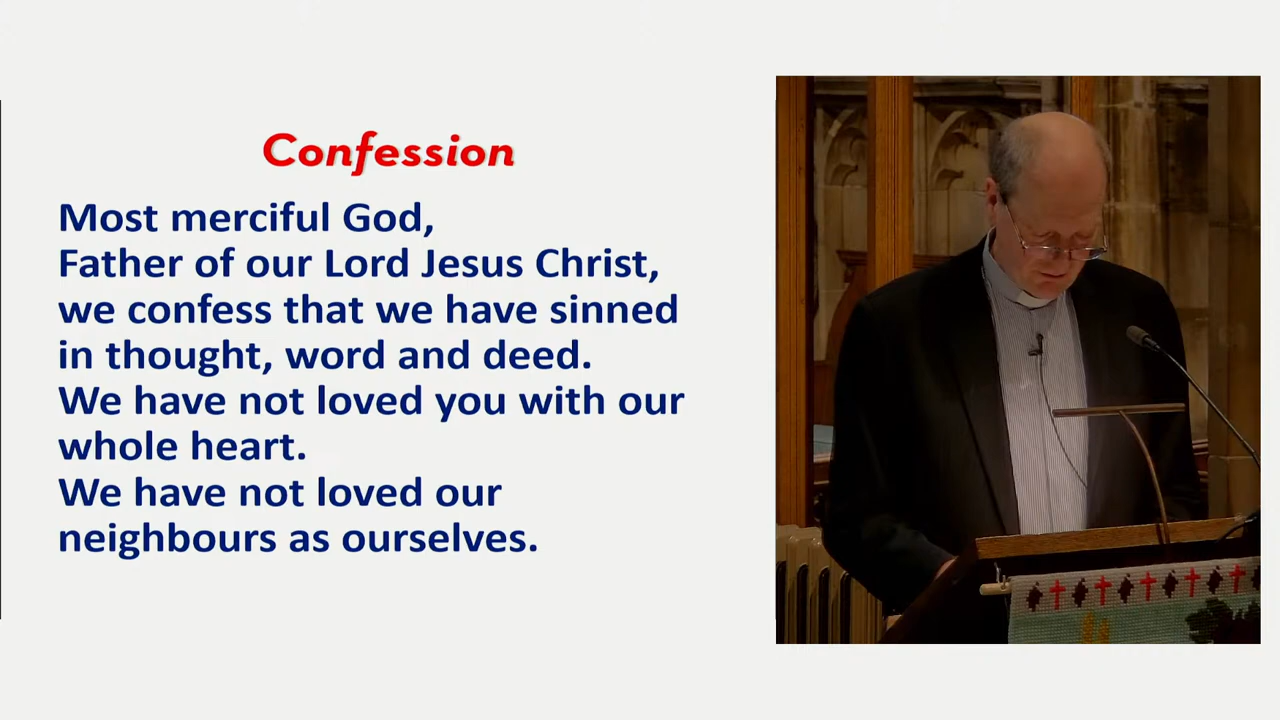 Confession
Most merciful God,
Father of our Lord Jesus Christ,
we confess that we have sinned
in thought, word and deed.
We have not loved you with our
whole heart.
We have not loved our
neighbours as ourselves.